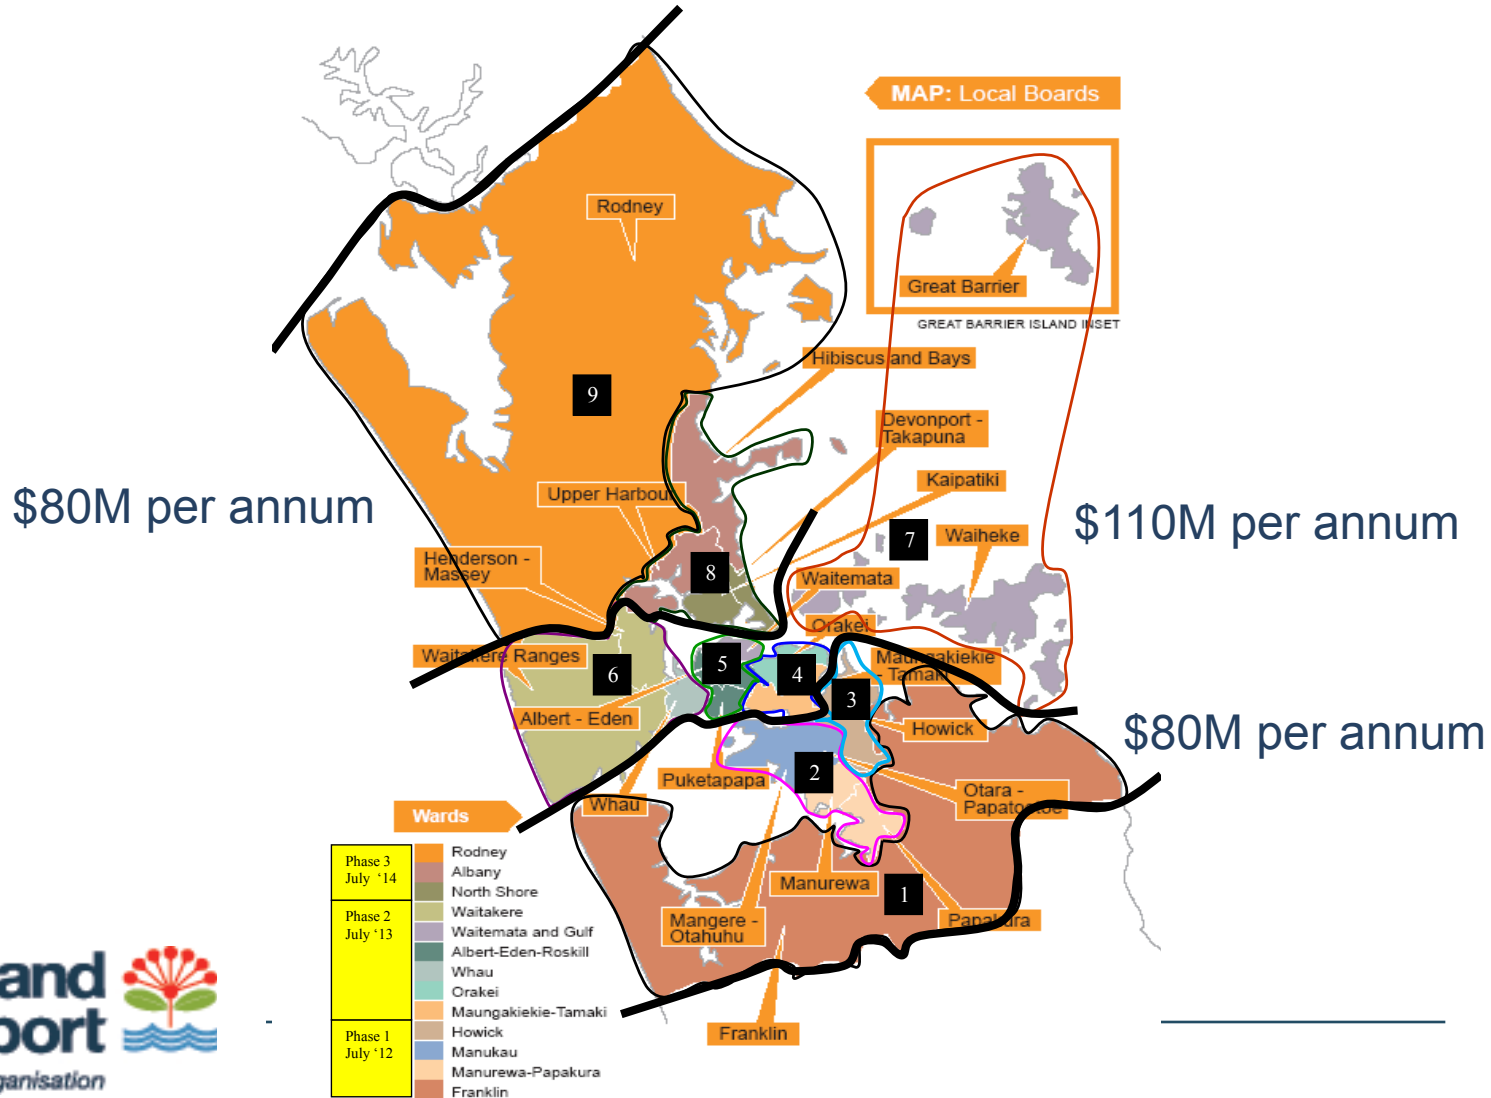 MAP: Local Boards
Rodney
Great Barrier
GREAT BARRIER ISLAND INSET
Hibiscus and Bays
9
Devonport -
Takapuna
Kaipatiki
Upper Harbour
$80M per annum
$110M per annum
7
Waiheke
Henderson -
Massey
8
Waitemata
Orakei
Waitakere Ranges
6
5
4
Maungakiekie
- Tamaki
3
Albert - Eden
Howick
$80M per annum
Puketapapa
2
Otara -
Papatoetoe
Whau
Manurewa
1
Mangere -
Otahuhu
Papakura
Franklin
Wards
Phase 3
July ‘14
Phase 2
July ‘13
Phase 1
July ‘12
Rodney
Albany
North Shore
Waitakere
Waitemata and Gulf
Albert-Eden-Roskill
Whau
Orakei
Maungakiekie-Tamaki
Howick
Manukau
Manurewa-Papakura
Franklin
and
port
ganisation